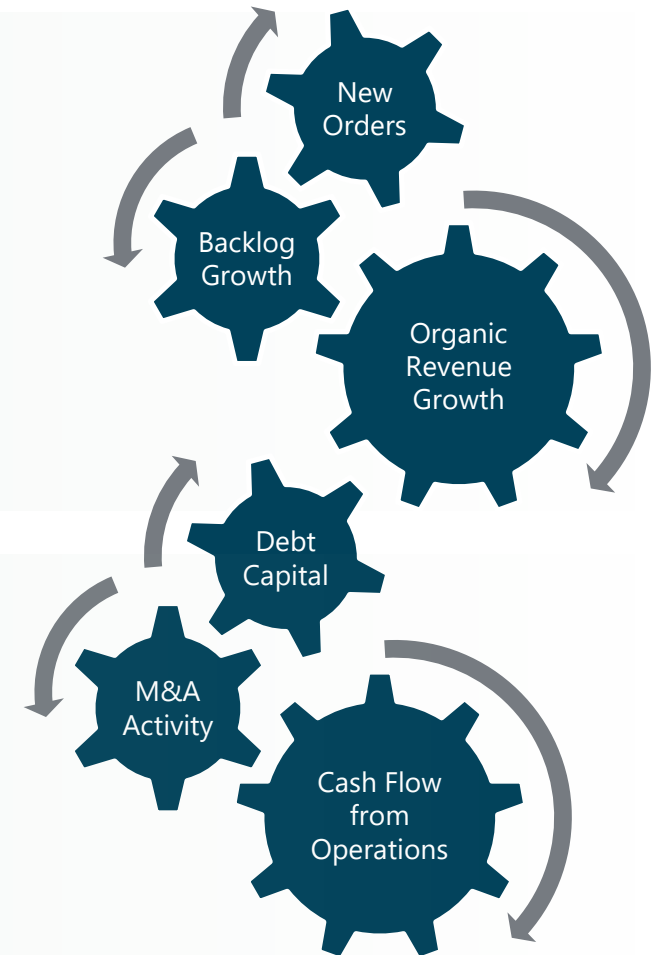 New
Orders
Backlog
Growth
Organic
Revenue
Growth
Debt
Capital
M&A
Activity
Cash Flow
from
Operations